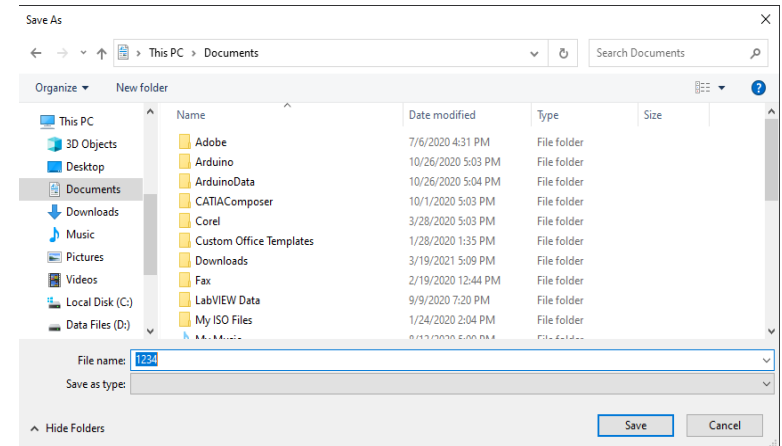 Save As
This PC > Documents
Search Documents
Organize
New folder
Name Date modified Type Size
This PC
3D Objects
Desktop
Documents
Downloads
Music
Pictures
Videos
Local Disk (C:)
Data Files (D:)
Adobe 7/6/2020 4:31 PM File folder
Arduino 10/26/2020 5:03 PM File folder
ArduinoData 10/26/2020 5:04 PM File folder
CATIAComposer 10/1/2020 5:03 PM File folder
Corel 3/28/2020 5:03 PM File folder
Custom Office Templates 1/28/2020 1:35 PM File folder
Downloads 3/19/2021 5:09 PM File folder
Fax 2/19/2020 12:44 PM File folder
LabVIEW Data 9/9/2020 7:20 PM File folder
My ISO Files 1/24/2020 2:04 PM File folder
My Music File folder
File name: 1234
Save as type:
Hide Folders
Save
Cancel